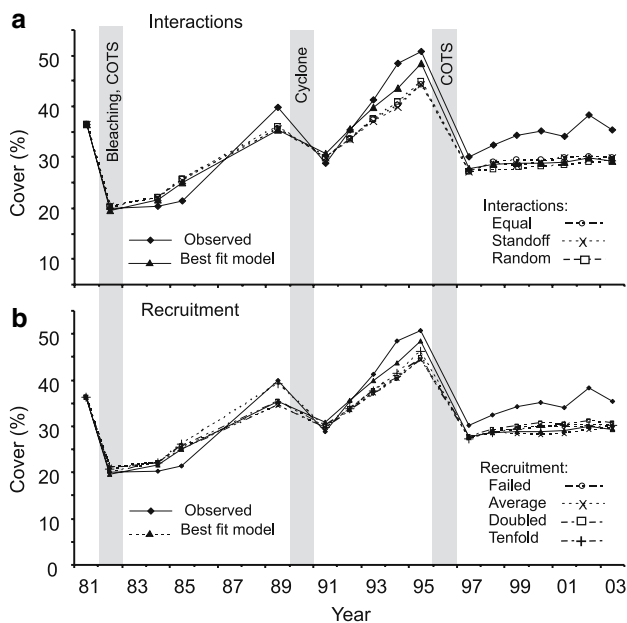 a Interactions
50
40
30
20
10
Cover (%)
Bleaching, COTS
Cyclone
COTS
Observed
Best fit model
Interactions:
Equal
Standoff
Random
b Recruitment
50
40
30
20
10
0
Cover (%)
Observed
Best fit model
Recruitment:
Failed
Average
Doubled
Tenfold
81 83 85 87 89 91 93 95 97 99 01 03
Year